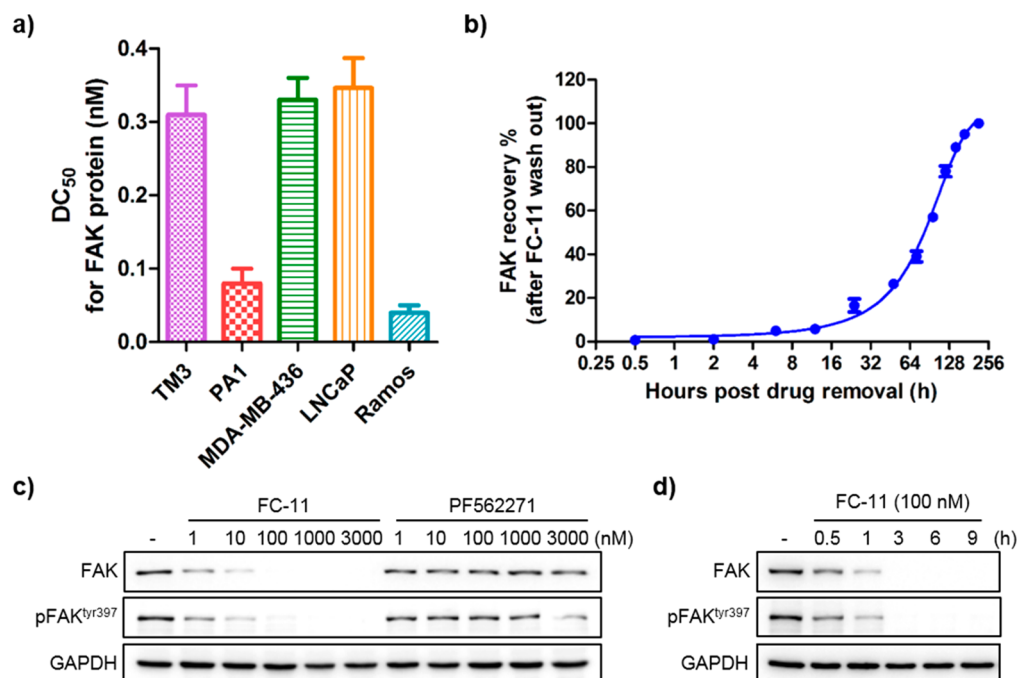 a)
DC50
for FAK protein (nM)
0.4
0.3
0.2
0.1
0.0
TM3
PA1
MDA-MB-436
LNCaP
Ramos
b)
FAK recovery %
(after FC-11 wash out)
120
100
80
60
40
20
0
0.25 0.5 1 2 4 8 16 32 64 128 256
Hours post drug removal (h)
c)
FC-11 PF562271
- 1 10 100 1000 3000 1 10 100 1000 3000 (nM)
FAK
pFAKtyr397
GAPDH
d)
FC-11 (100 nM)
- 0.5 1 3 6 9 (h)
FAK
pFAKtyr397
GAPDH